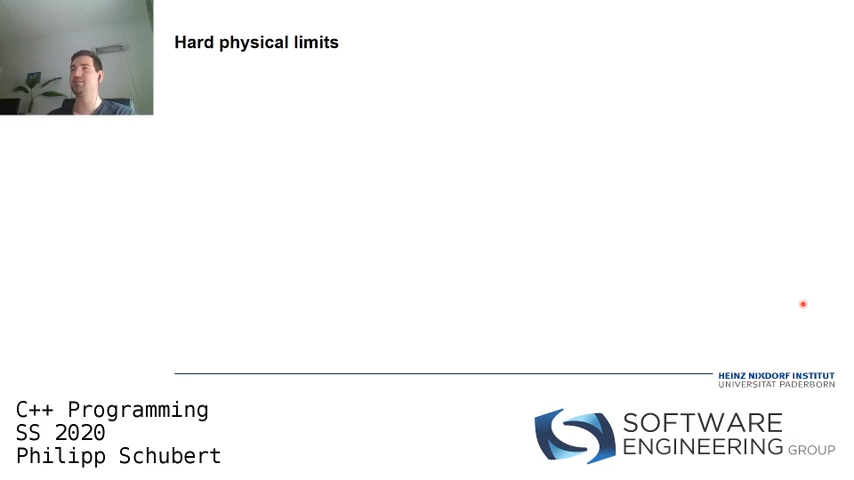 Hard physical limits
HEINZ NIXDORF INSTITUT
UNIVERSITÄT PADERBORN
C++ Programming
SS 2020
Philipp Schubert
SOFTWARE
ENGINEERING GROUP